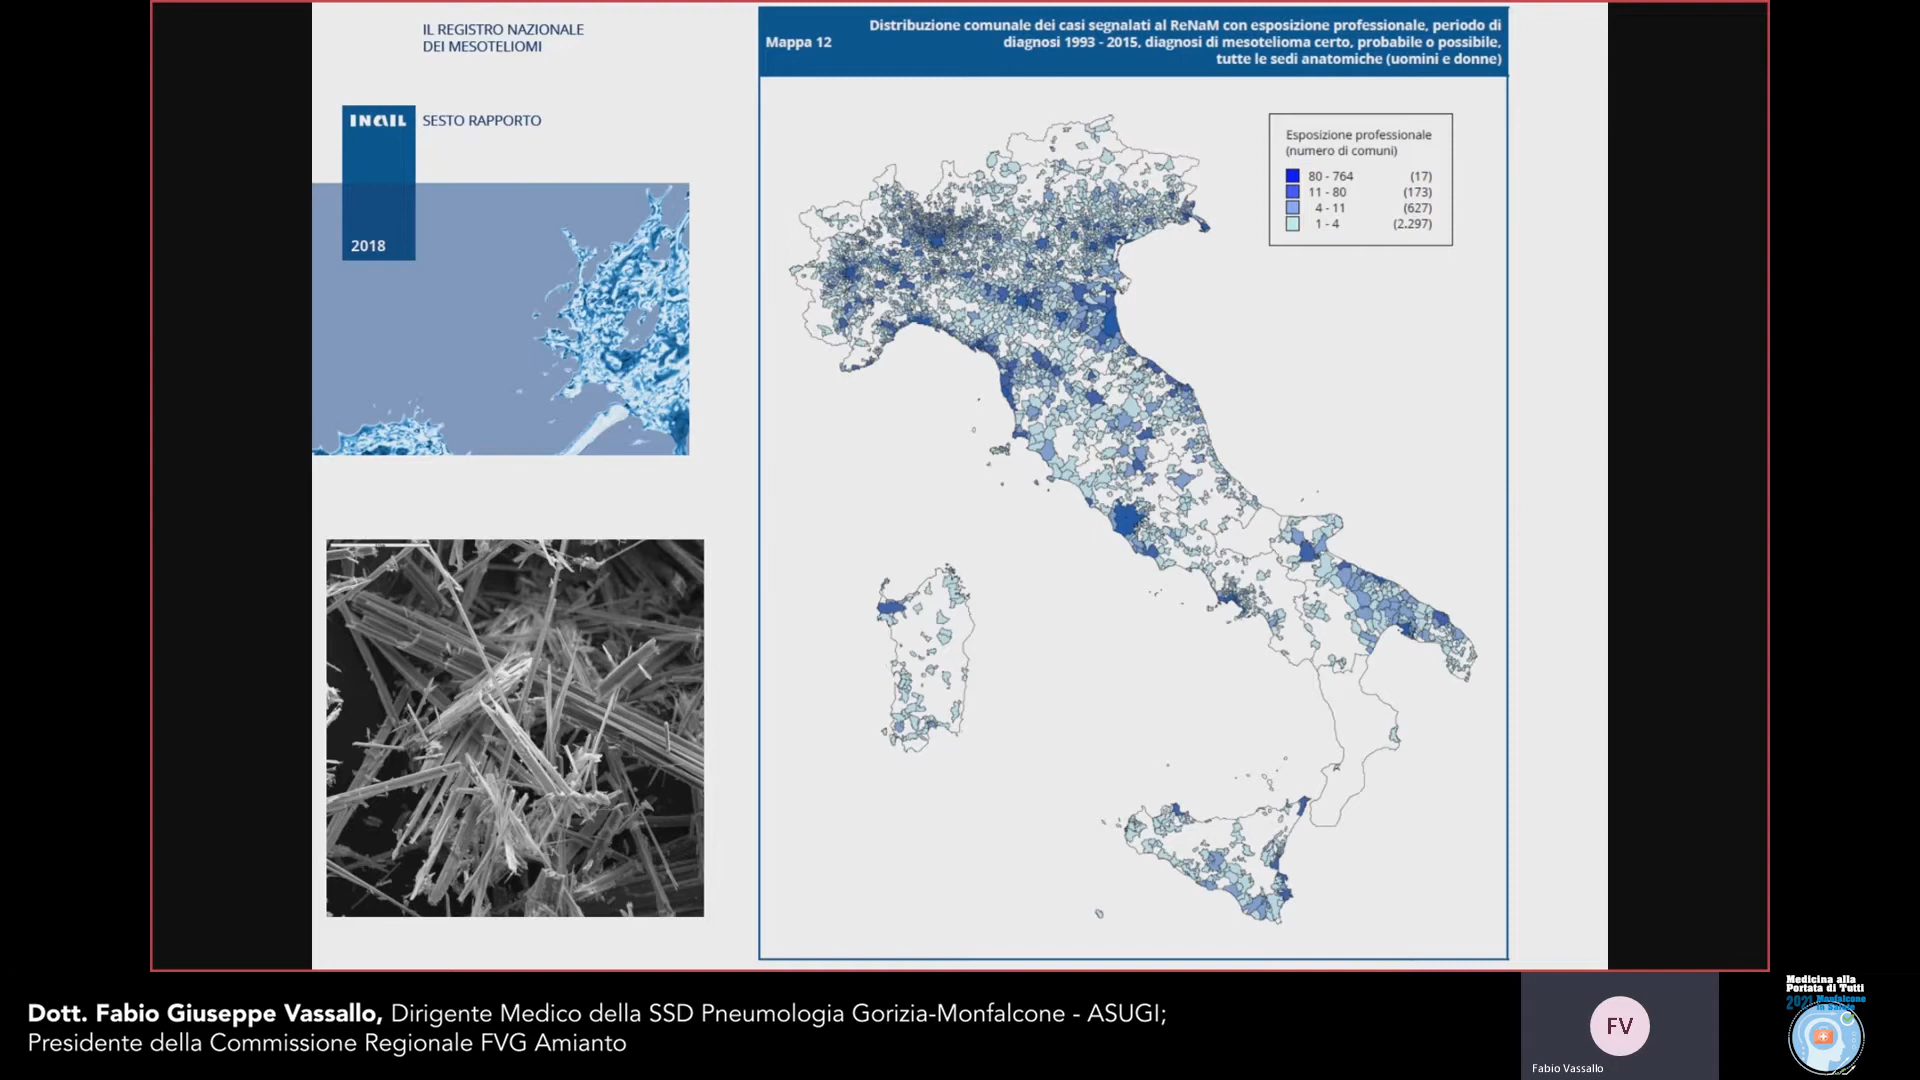 IL REGISTRO NAZIONALE
DEI MESOTELIOMI
INAIL
SESTO RAPPORTO
2018
Mappa 12
Distribuzione comunale dei casi segnalati al ReNaM con esposizione professionale, periodo di
diagnosi 1993 - 2015, diagnosi di mesotelioma certo, probabile o possibile,
tutte le sedi anatomiche (uomini e donne)
Esposizione professionale
(numero di comuni)
80 - 764 (17)
11 - 80 (173)
4 - 11 (627)
1 - 4 (2.297)
Dott. Fabio Giuseppe Vassallo, Dirigente Medico della SSD Pneumologia Gorizia-Monfalcone - ASUGI;
Presidente della Commissione Regionale FVG Amianto
FV
Fabio Vassallo
Medicina alla
Portata di Tutti
2021 Monfalcone
in Salute